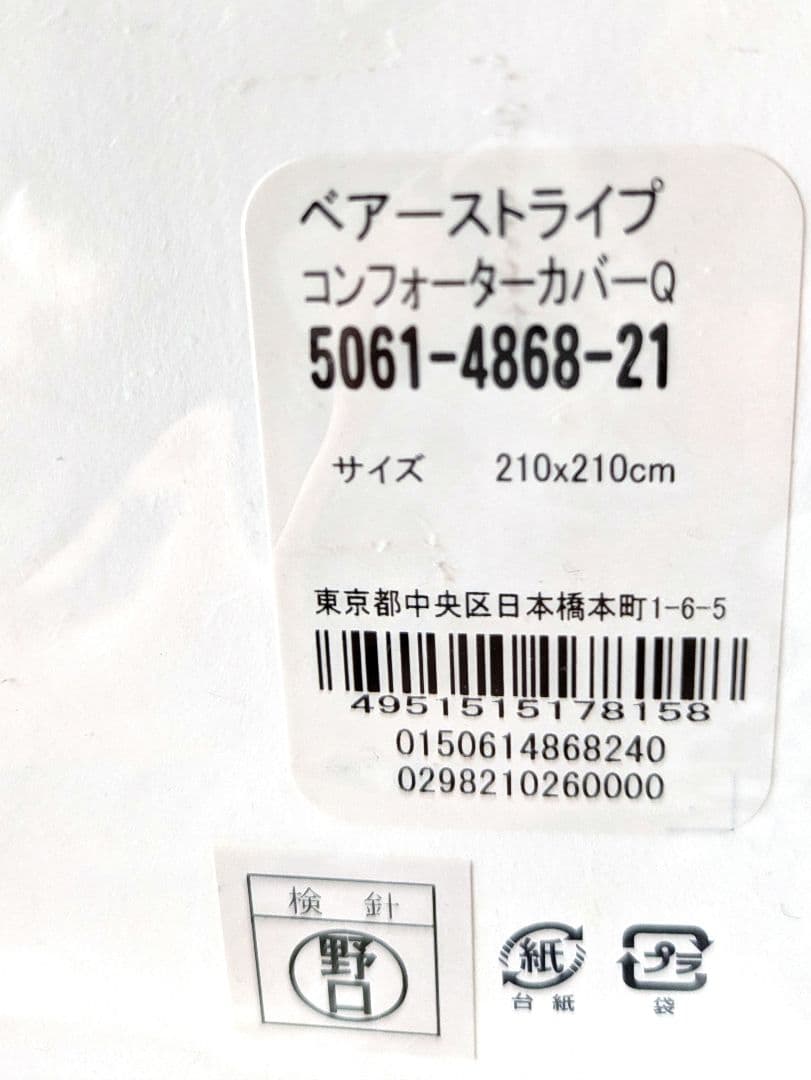 ベアーストライプ
コンフォーターカバーQ
5061-4868-21
サイズ 210x210cm
東京都中央区日本橋本町1-6-5
4951515178158
0150614868240
0298210260000
検 針
野口
紙
台紙
プラ
袋